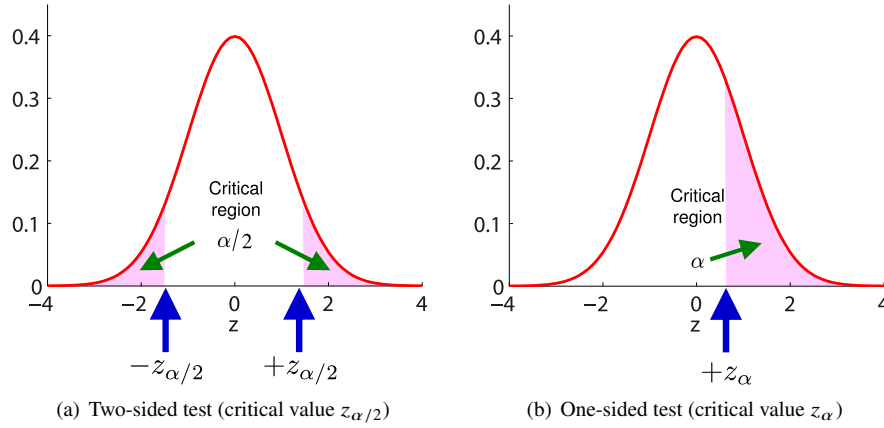 0.4
0.3
0.2
0.1
0
Critical
region
α/2
−4 −2 0 2 4
z
−z_{α/2} +z_{α/2}
(a) Two-sided test (critical value z_{α/2})
0.4
0.3
0.2
0.1
0
Critical
region
α
−4 −2 0 2 4
z
+z_α
(b) One-sided test (critical value z_α)